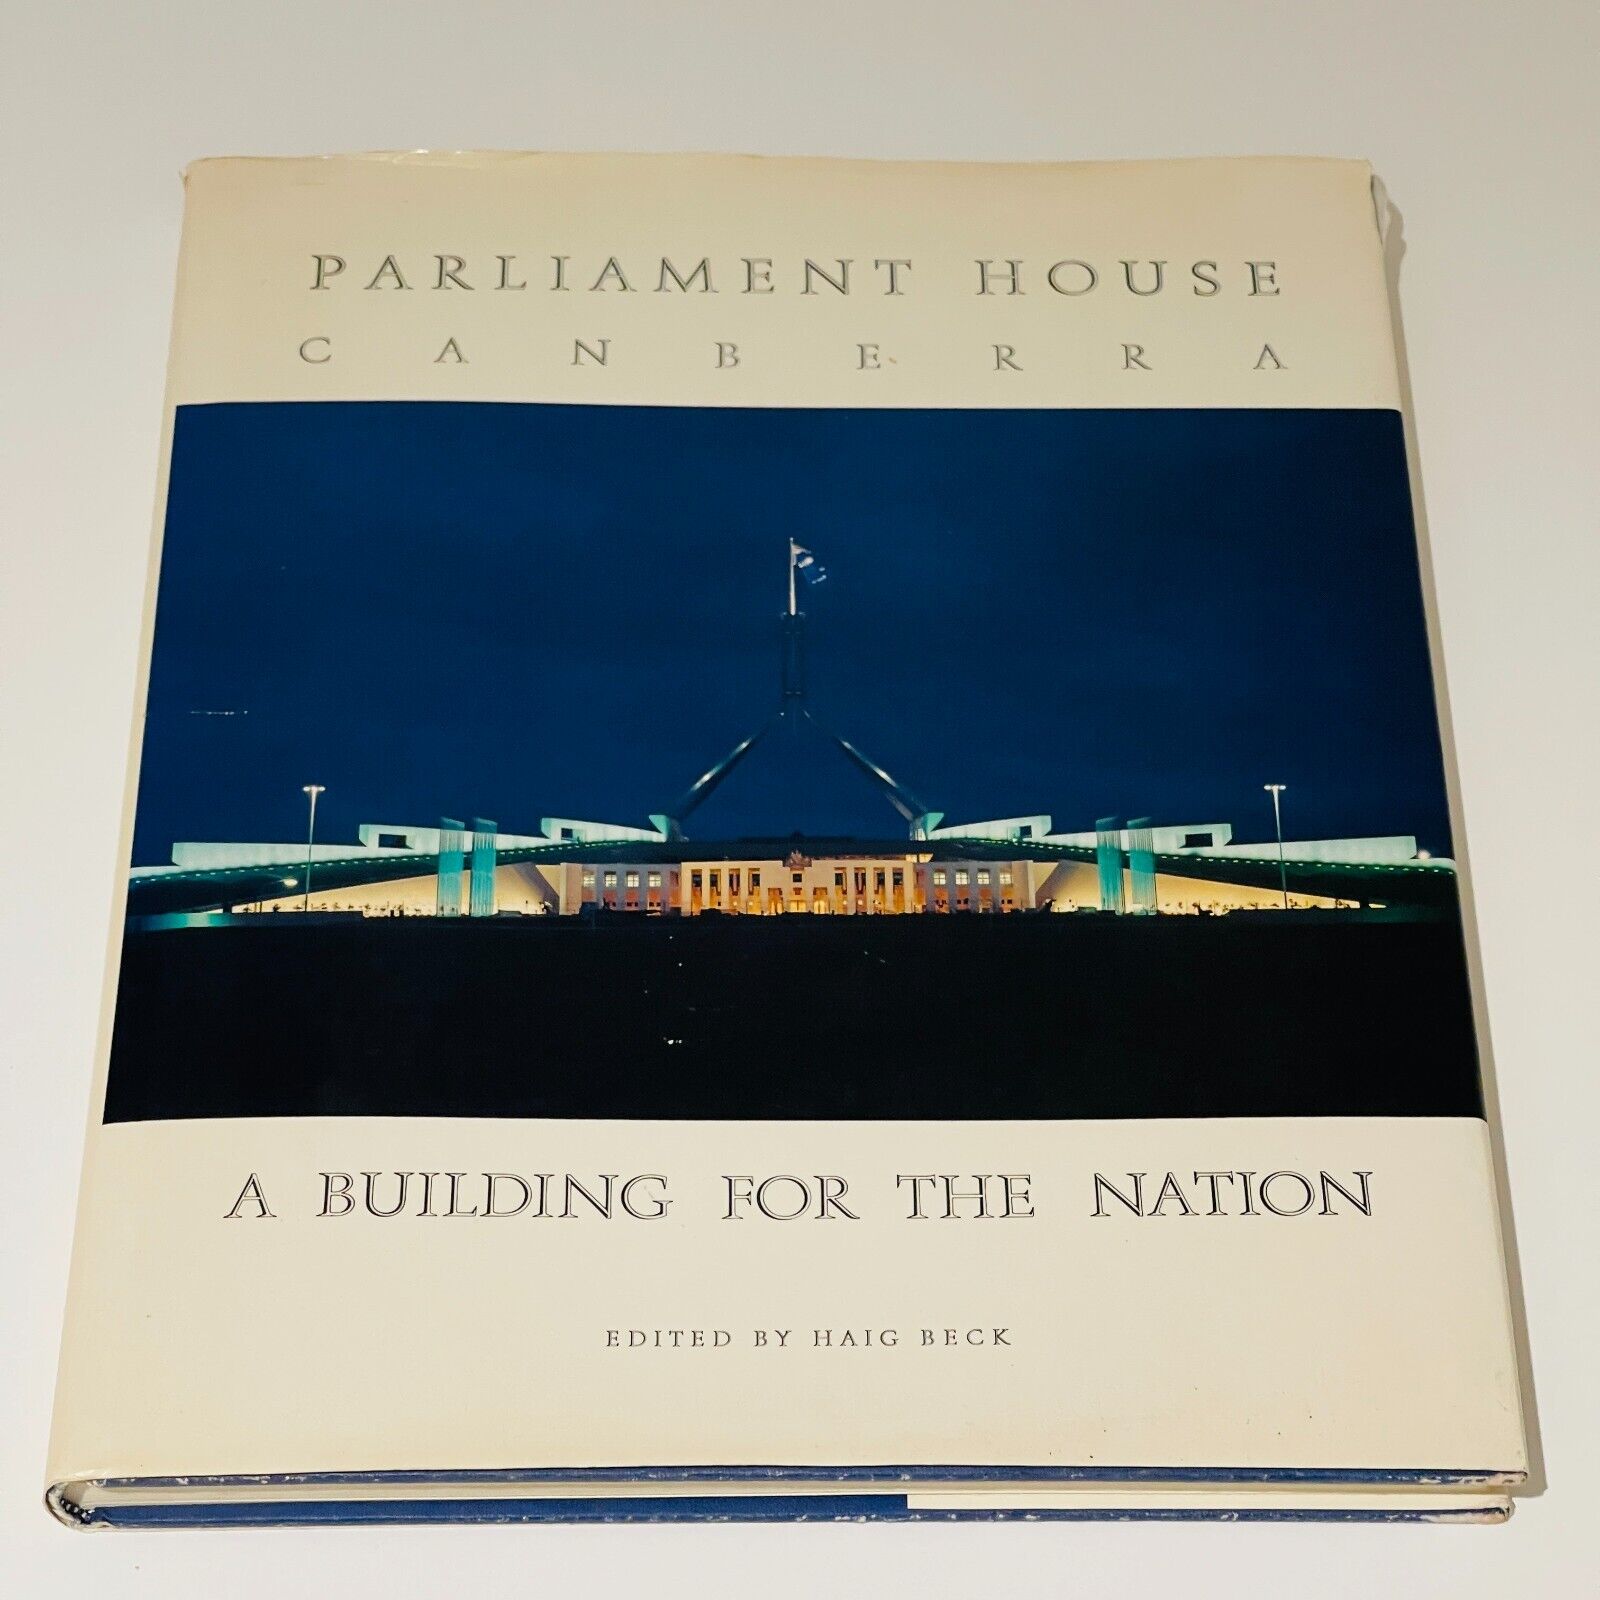 PARLIAMENT HOUSE
CANBERRA
A BUILDING FOR THE NATION
EDITED BY HAIG BECK